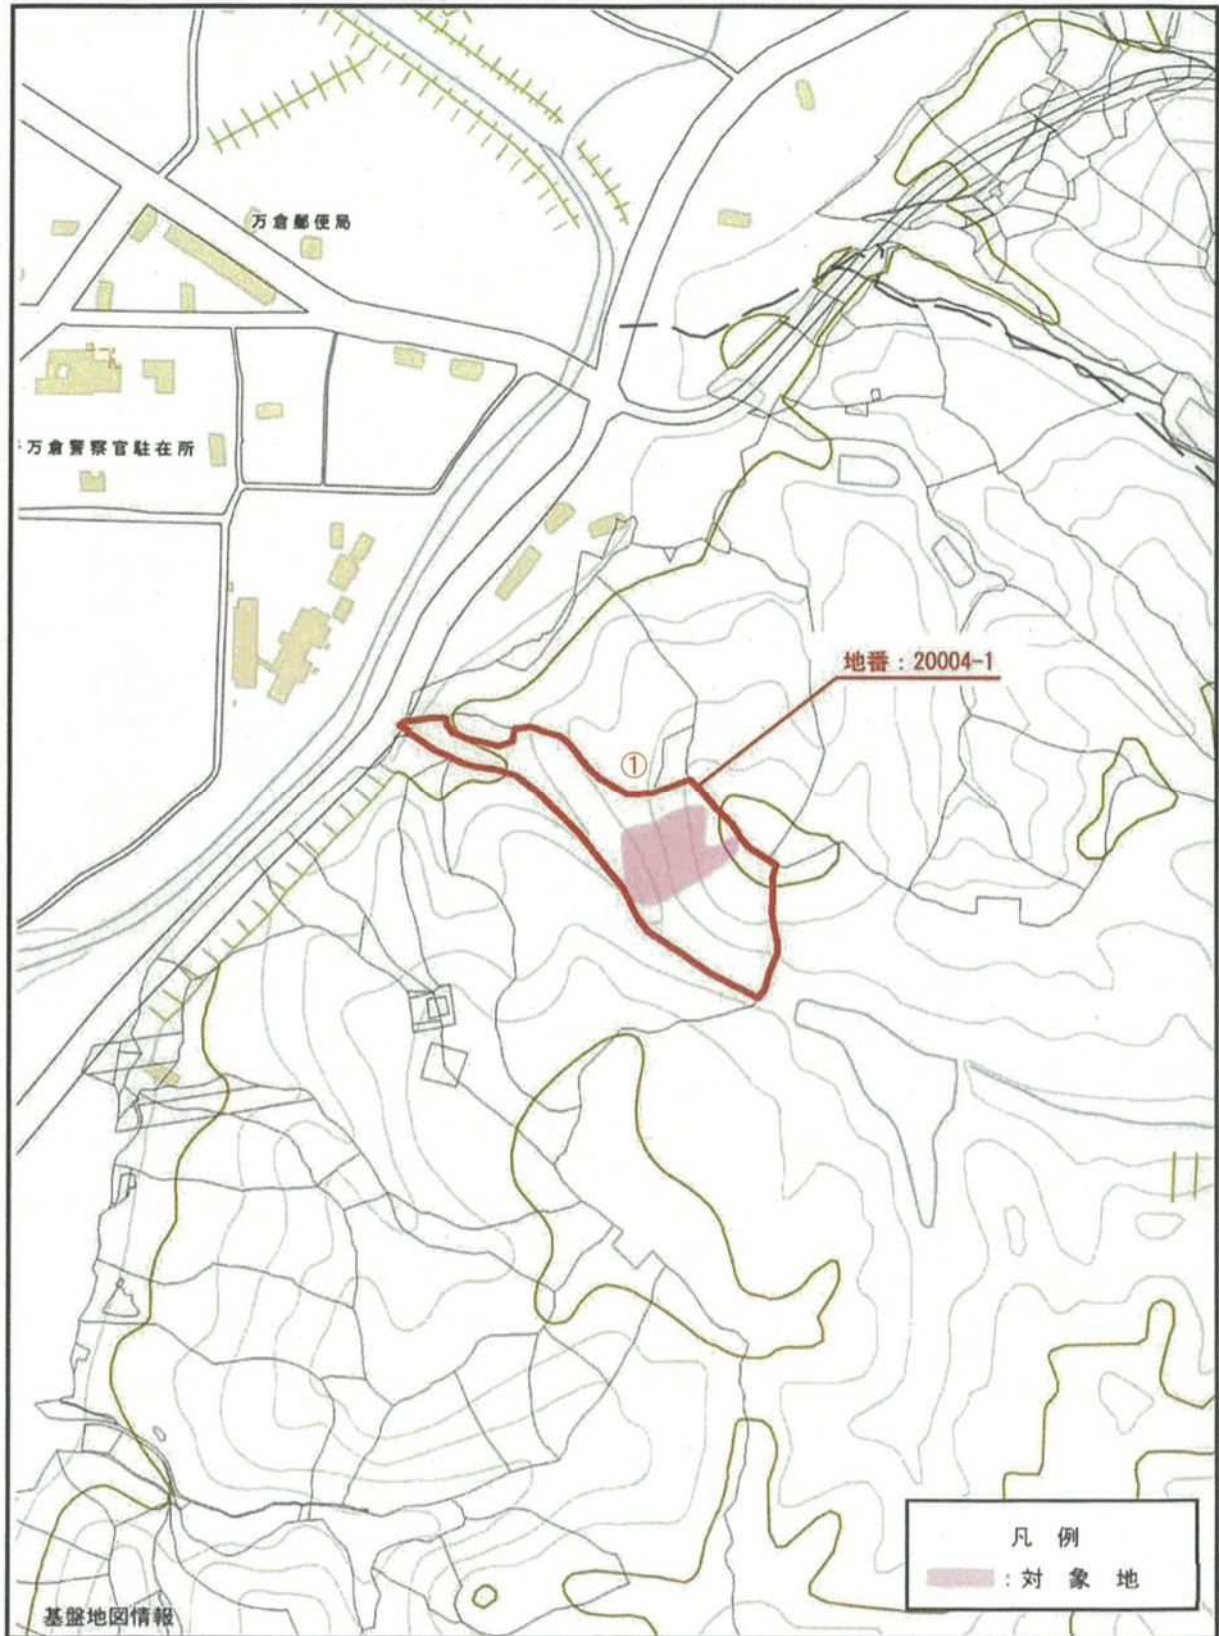 万倉郵便局
万倉警察官駐在所
地番：20004-1
①
凡 例
：対 象 地
基盤地図情報